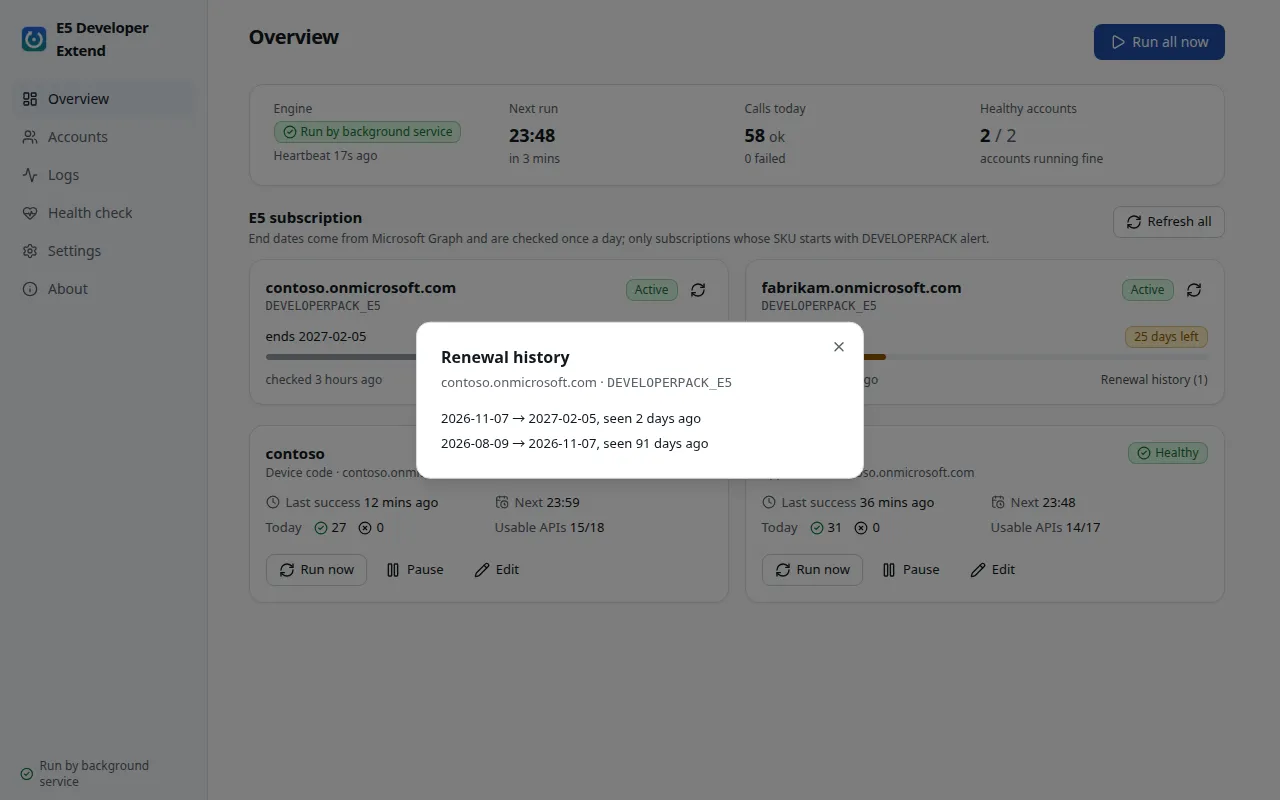 E5 Developer
Extend
Overview
Accounts
Logs
Health check
Settings
About
Run by background
service
Overview
Run all now
Engine
Run by background service
Heartbeat 17s ago
Next run
23:48
in 3 mins
Calls today
58 ok
0 failed
Healthy accounts
2 / 2
accounts running fine
E5 subscription
End dates come from Microsoft Graph and are checked once a day; only subscriptions whose SKU starts with DEVELOPERPACK alert.
Refresh all
contoso.onmicrosoft.com
Active
DEVELOPERPACK_E5
ends 2027-02-05
checked 3 hours ago
fabrikam.onmicrosoft.com
Active
DEVELOPERPACK_E5
25 days left
ago
Renewal history (1)
Renewal history
contoso.onmicrosoft.com · DEVELOPERPACK_E5
2026-11-07 → 2027-02-05, seen 2 days ago
2026-08-09 → 2026-11-07, seen 91 days ago
contoso
Device code · contoso.onm
Last success 12 mins ago
Next 23:59
Today 27 0
Usable APIs 15/18
Run now
Pause
Edit
Healthy
so.onmicrosoft.com
Last success 36 mins ago
Next 23:48
Today 31 0
Usable APIs 14/17
Run now
Pause
Edit